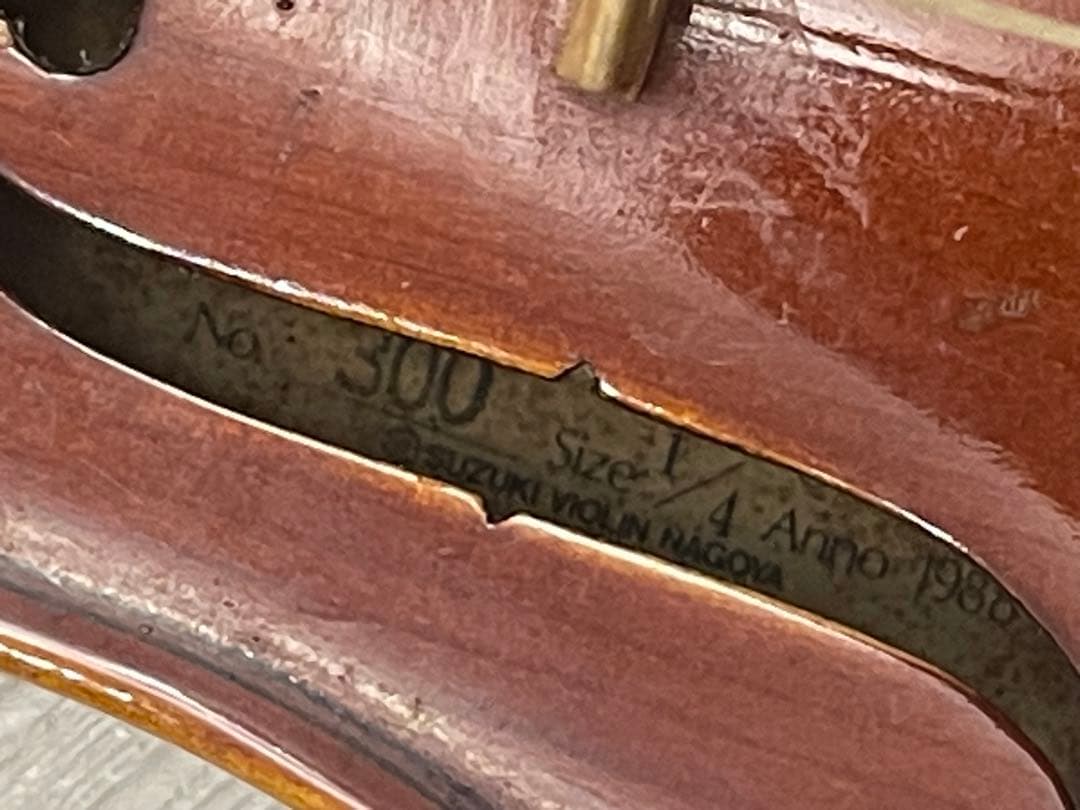 No. 300 Size 1/4 Anno 1988
SUZUKI VIOLIN NAGOYA